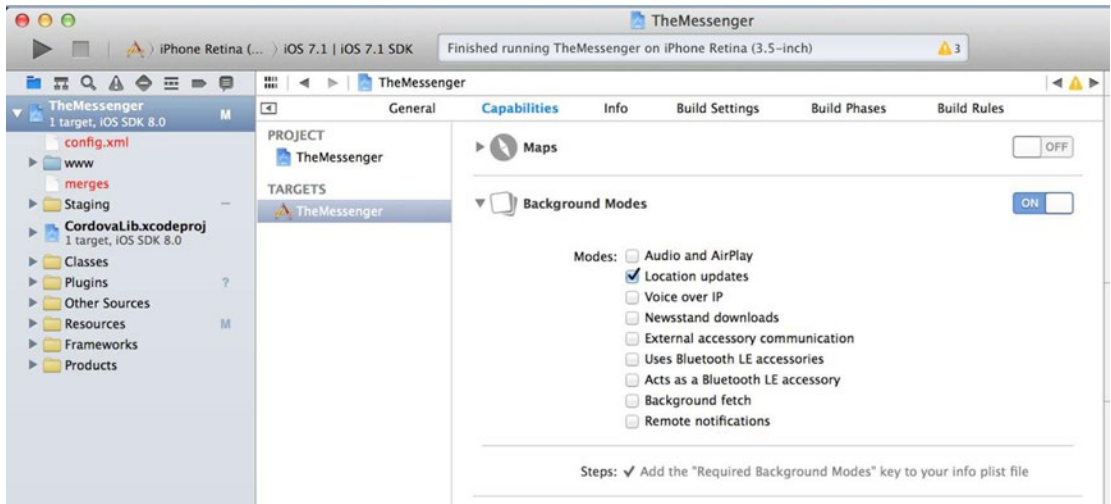 TheMessenger
iPhone Retina (... iOS 7.1 | iOS 7.1 SDK
Finished running TheMessenger on iPhone Retina (3.5-inch)
3
TheMessenger
TheMessenger
M
1 target, iOS SDK 8.0
config.xml
www
merges
Staging
CordovaLib.xcodeproj
1 target, iOS SDK 8.0
Classes
Plugins
?
Other Sources
Resources
M
Frameworks
Products
General Capabilities Info Build Settings Build Phases Build Rules
PROJECT
TheMessenger
TARGETS
TheMessenger
Maps
OFF
Background Modes
ON
Modes: Audio and AirPlay
Location updates
Voice over IP
Newsstand downloads
External accessory communication
Uses Bluetooth LE accessories
Acts as a Bluetooth LE accessory
Background fetch
Remote notifications
Steps: ✓ Add the "Required Background Modes" key to your info plist file